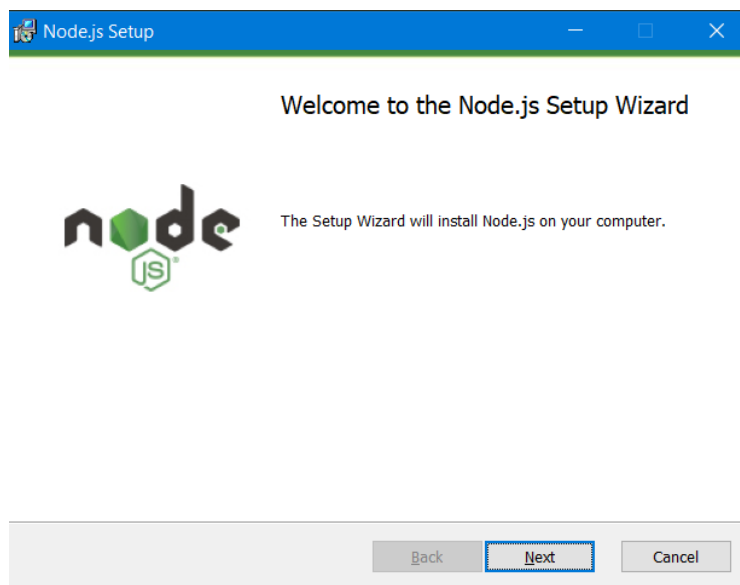 Node.js Setup
Welcome to the Node.js Setup Wizard
node
JS®
The Setup Wizard will install Node.js on your computer.
Back
Next
Cancel